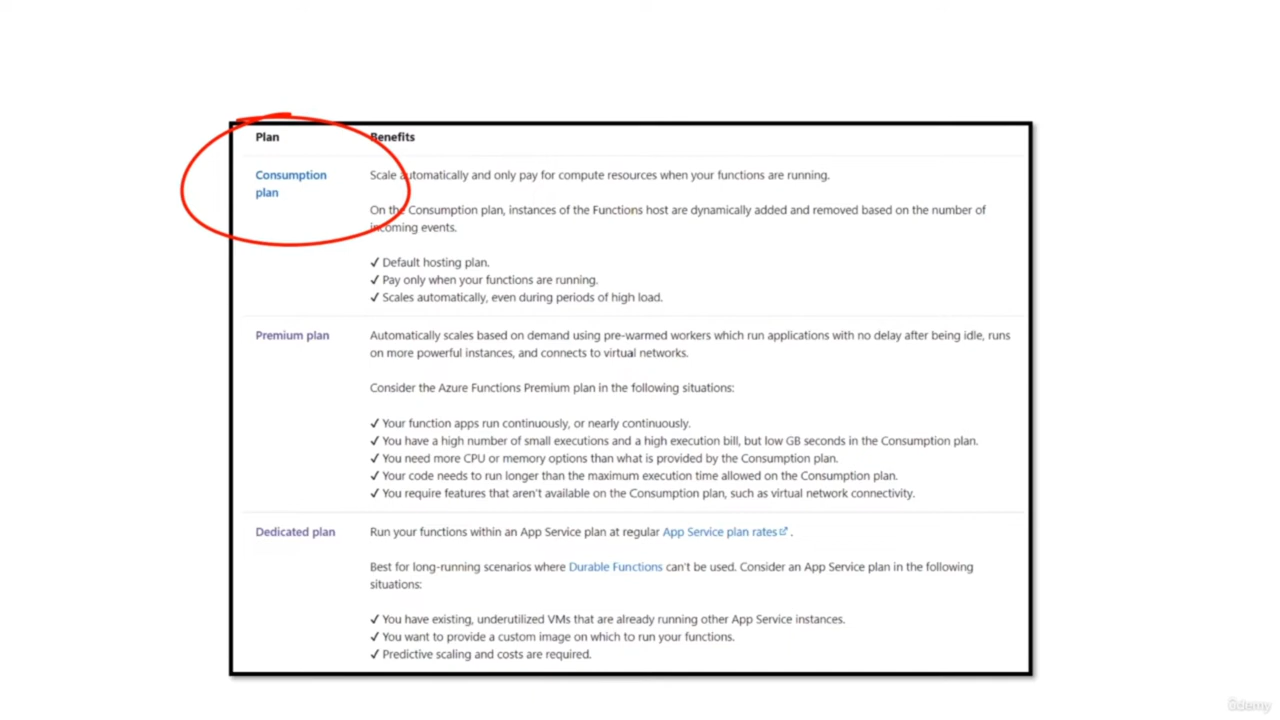 Plan Benefits
Consumption plan
Scale automatically and only pay for compute resources when your functions are running.
On the Consumption plan, instances of the Functions host are dynamically added and removed based on the number of
incoming events.
✓ Default hosting plan.
✓ Pay only when your functions are running.
✓ Scales automatically, even during periods of high load.
Premium plan
Automatically scales based on demand using pre-warmed workers which run applications with no delay after being idle, runs
on more powerful instances, and connects to virtual networks.
Consider the Azure Functions Premium plan in the following situations:
✓ Your function apps run continuously, or nearly continuously.
✓ You have a high number of small executions and a high execution bill, but low GB seconds in the Consumption plan.
✓ You need more CPU or memory options than what is provided by the Consumption plan.
✓ Your code needs to run longer than the maximum execution time allowed on the Consumption plan.
✓ You require features that aren't available on the Consumption plan, such as virtual network connectivity.
Dedicated plan
Run your functions within an App Service plan at regular App Service plan rates .
Best for long-running scenarios where Durable Functions can't be used. Consider an App Service plan in the following
situations:
✓ You have existing, underutilized VMs that are already running other App Service instances.
✓ You want to provide a custom image on which to run your functions.
✓ Predictive scaling and costs are required.
ûdemy